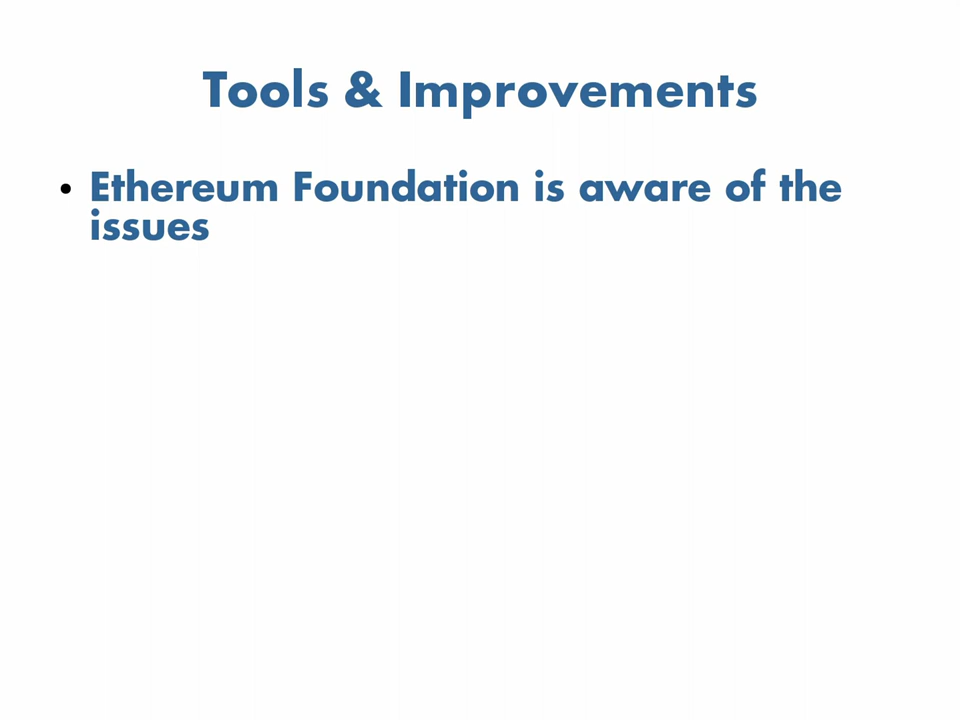 Tools & Improvements
• Ethereum Foundation is aware of the
issues